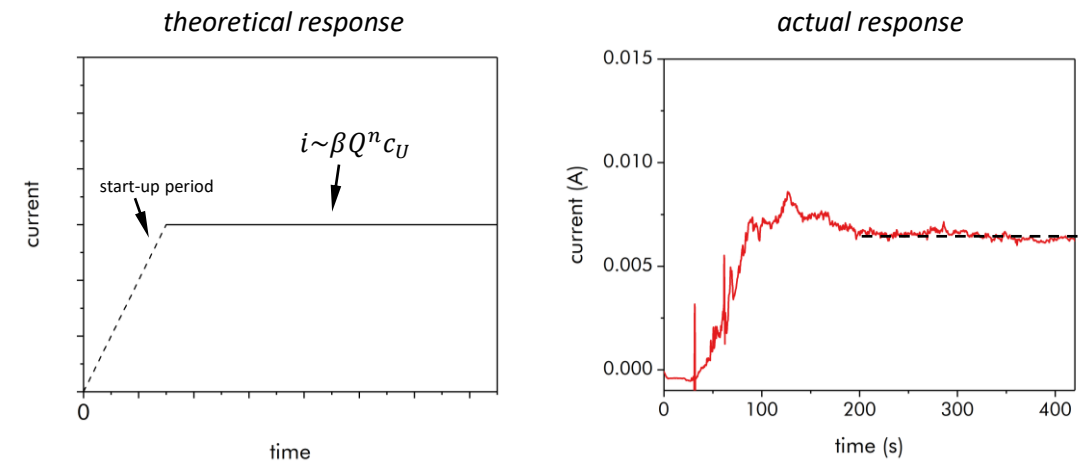 theoretical response
i~βQⁿc_U
start-up period
current
0
time
actual response
0.015
0.010
0.005
0.000
current (A)
0 100 200 300 400
time (s)